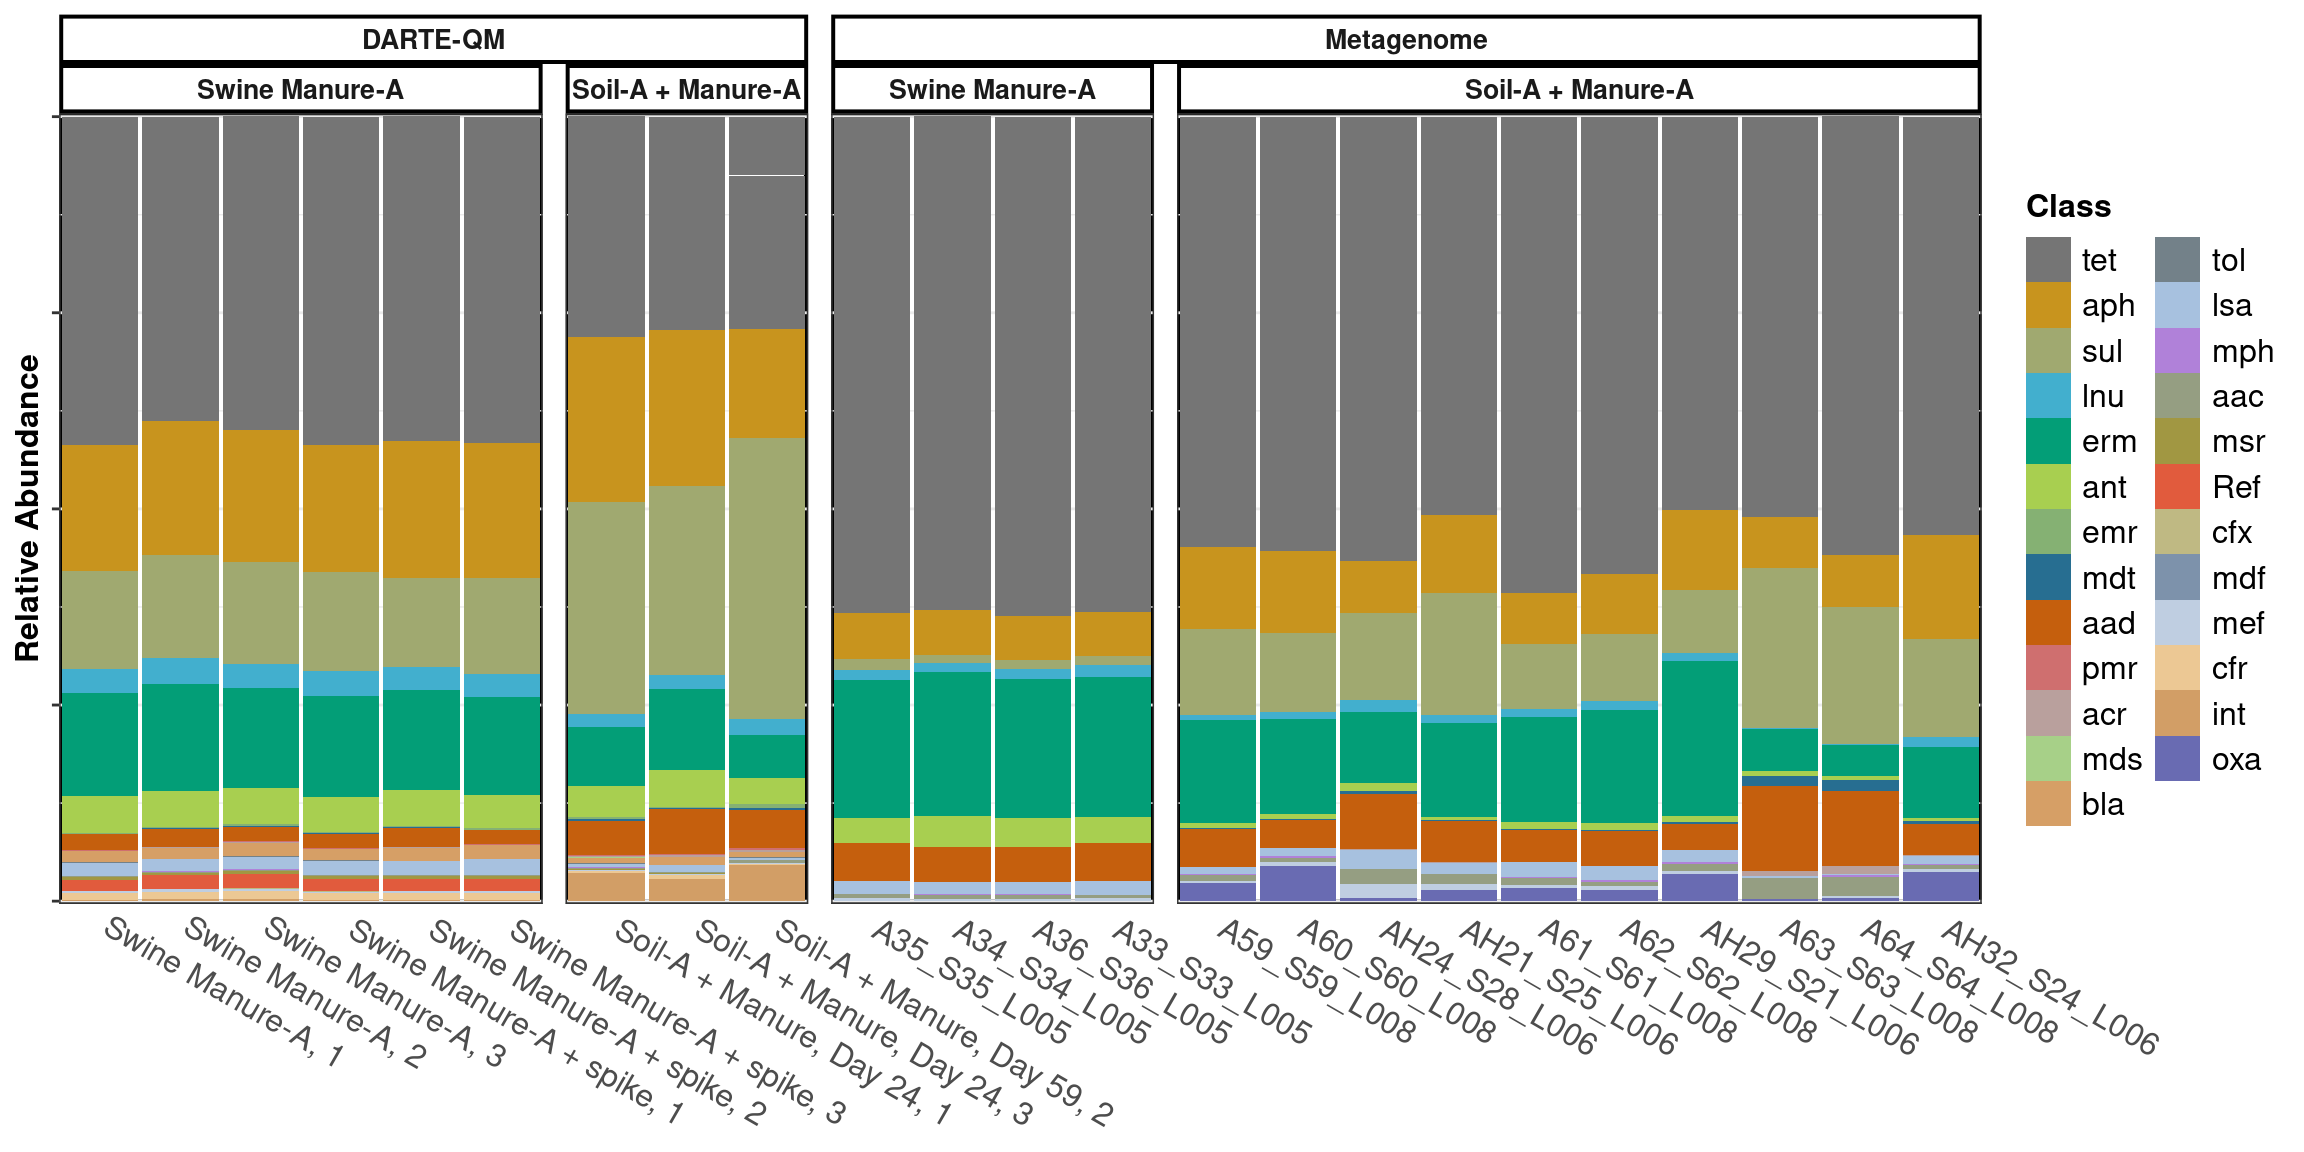 DARTE-QM
Metagenome
Swine Manure-A
Soil-A + Manure-A
Swine Manure-A
Soil-A + Manure-A
Relative Abundance
Class
tet
aph
sul
lnu
erm
ant
emr
mdt
aad
pmr
acr
mds
bla
tol
lsa
mph
aac
msr
Ref
cfx
mdf
mef
cfr
int
oxa
Swine Manure-A, 1
Swine Manure-A, 2
Swine Manure-A, 3
Swine Manure-A + spike, 1
Swine Manure-A + spike, 2
Swine Manure-A + spike, 3
Soil-A + Manure, Day 24, 1
Soil-A + Manure, Day 24, 3
Soil-A + Manure, Day 59, 2
A35_S35_L005
A34_S34_L005
A36_S36_L005
A33_S33_L005
A59_S59_L008
A60_S60_L008
AH24_S28_L006
AH21_S25_L006
A61_S61_L008
A62_S62_L008
AH29_S21_L006
A63_S63_L008
A64_S64_L008
AH32_S24_L006